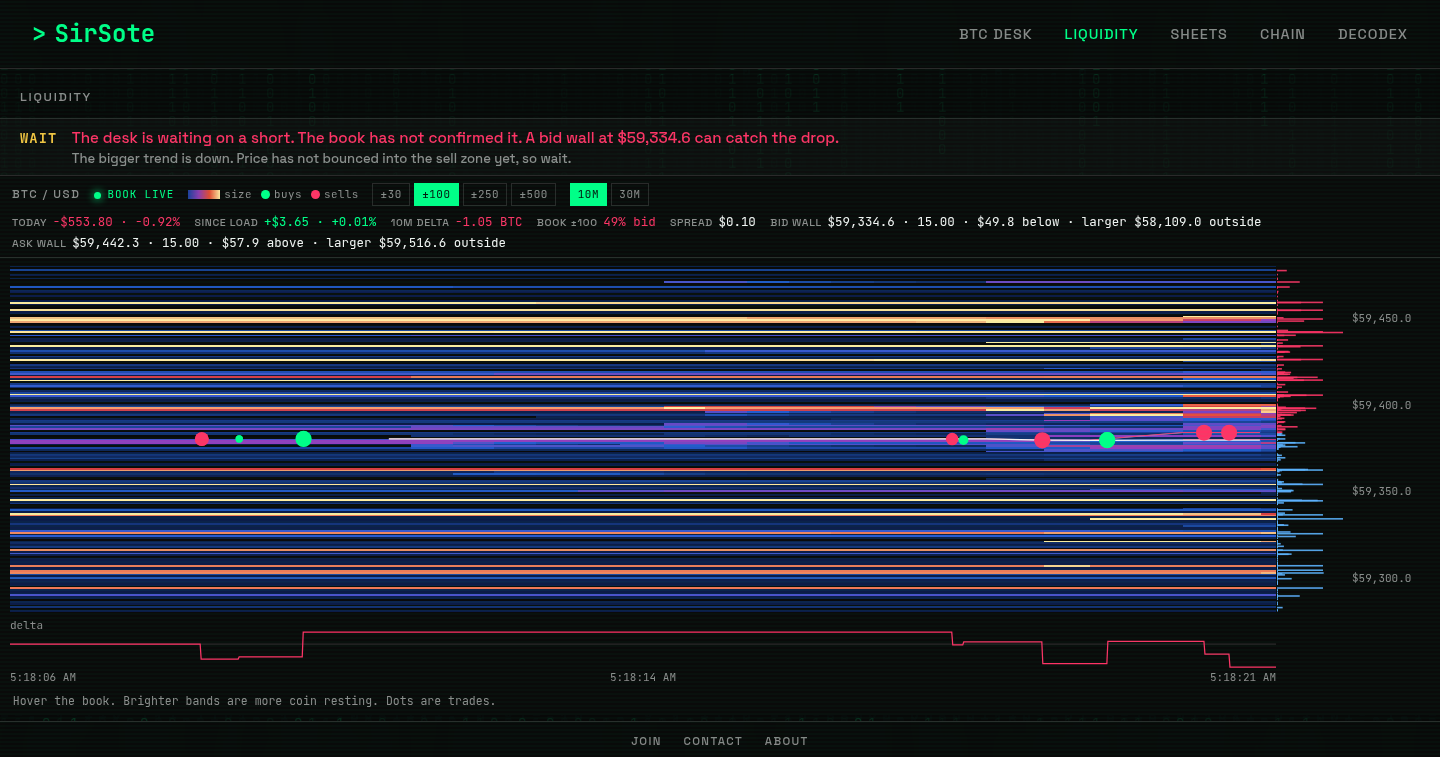 > SirSote
BTC DESK LIQUIDITY SHEETS CHAIN DECODEX
LIQUIDITY
WAIT The desk is waiting on a short. The book has not confirmed it. A bid wall at $59,334.6 can catch the drop.
The bigger trend is down. Price has not bounced into the sell zone yet, so wait.
BTC / USD BOOK LIVE size buys sells ±30 ±100 ±250 ±500 10M 30M
TODAY -$553.80 · -0.92% SINCE LOAD +$3.65 · +0.01% 10M DELTA -1.05 BTC BOOK ±100 49% bid SPREAD $0.10 BID WALL $59,334.6 · 15.00 · $49.8 below · larger $58,109.0 outside
ASK WALL $59,442.3 · 15.00 · $57.9 above · larger $59,516.6 outside
$59,450.0
$59,400.0
$59,350.0
$59,300.0
delta
5:18:06 AM 5:18:14 AM 5:18:21 AM
Hover the book. Brighter bands are more coin resting. Dots are trades.
JOIN CONTACT ABOUT